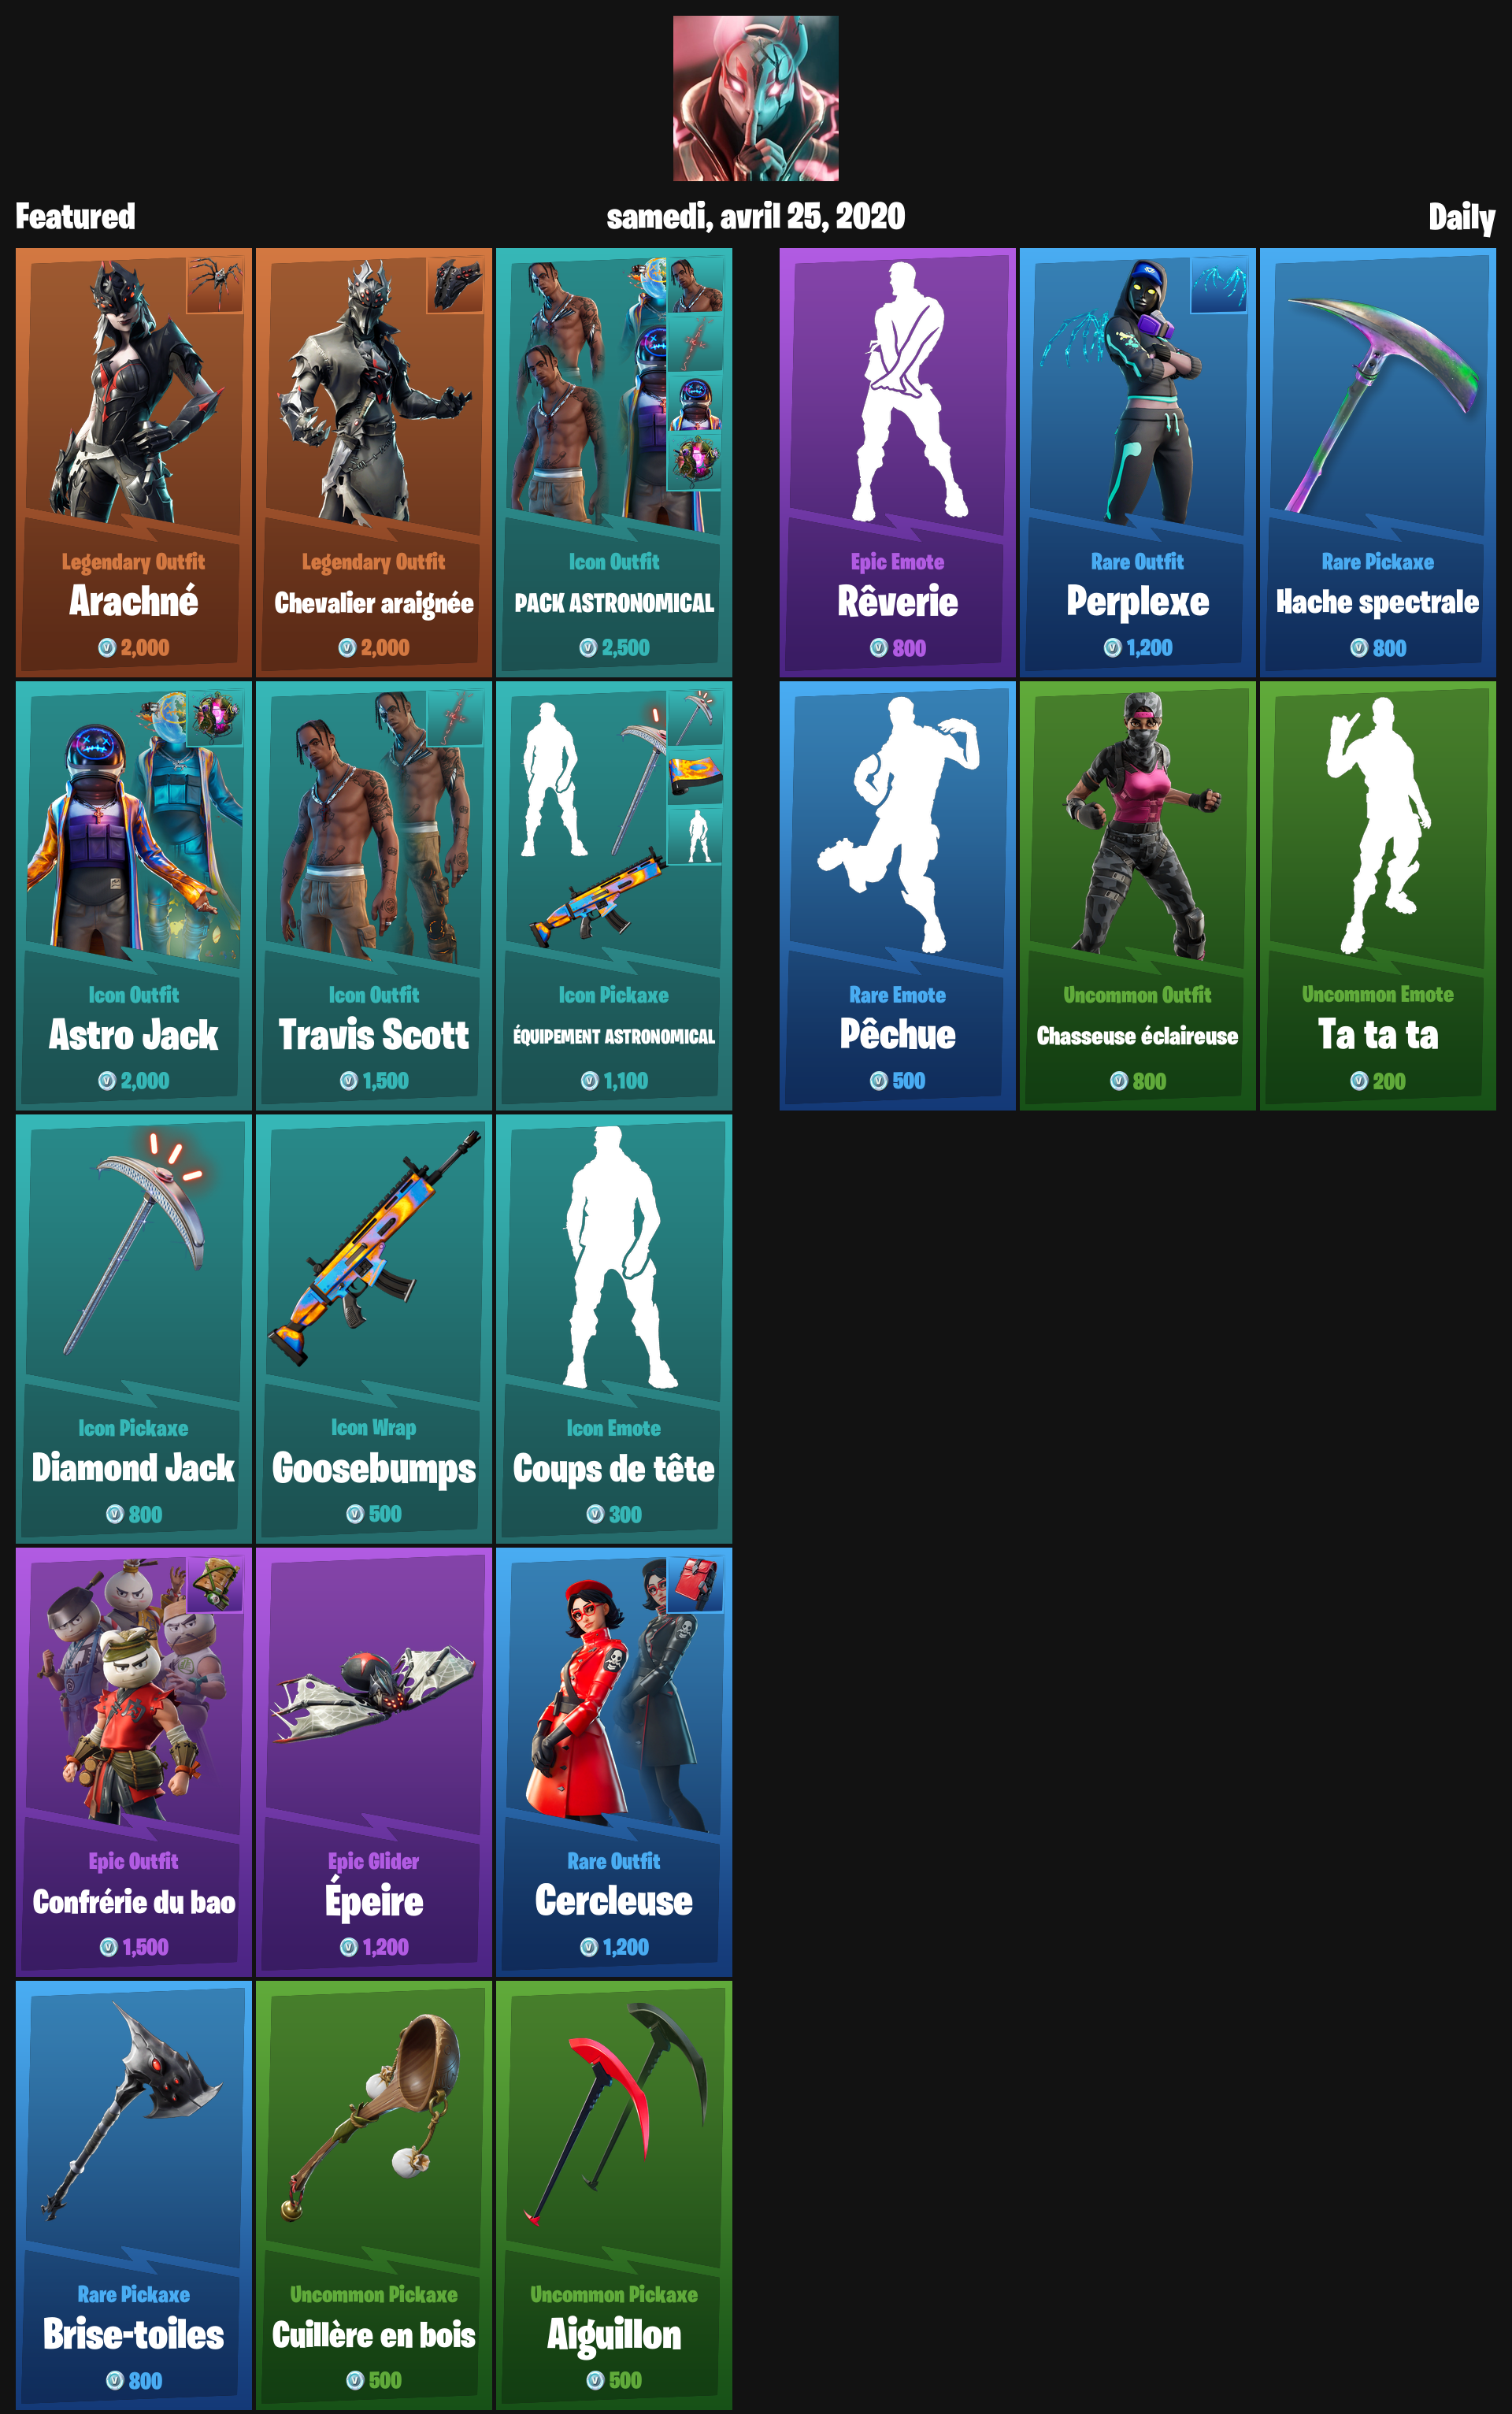 Featured
samedi, avril 25, 2020
Daily
Legendary Outfit
Arachné
2,000
Legendary Outfit
Chevalier araignée
2,000
Icon Outfit
PACK ASTRONOMICAL
2,500
Epic Emote
Rêverie
800
Rare Outfit
Perplexe
1,200
Rare Pickaxe
Hache spectrale
800
Icon Outfit
Astro Jack
2,000
Icon Outfit
Travis Scott
1,500
Icon Pickaxe
ÉQUIPEMENT ASTRONOMICAL
1,100
Rare Emote
Pêchue
500
Uncommon Outfit
Chasseuse éclaireuse
800
Uncommon Emote
Ta ta ta
200
Icon Pickaxe
Diamond Jack
800
Icon Wrap
Goosebumps
500
Icon Emote
Coups de tête
300
Epic Outfit
Confrérie du bao
1,500
Epic Glider
Épeire
1,200
Rare Outfit
Cercleuse
1,200
Rare Pickaxe
Brise-toiles
800
Uncommon Pickaxe
Cuillère en bois
500
Uncommon Pickaxe
Aiguillon
500